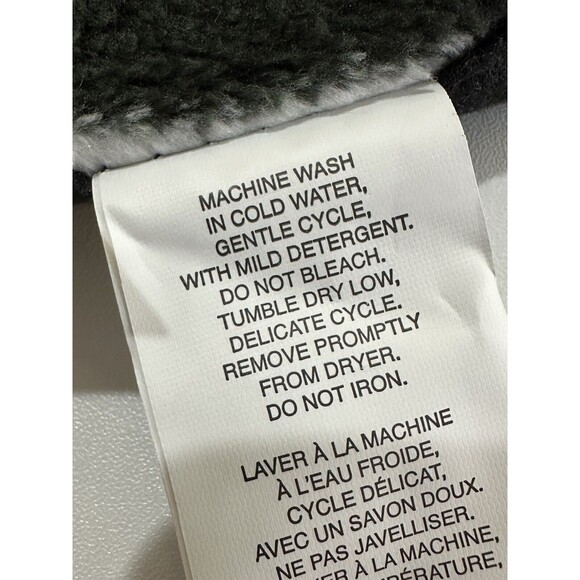 MACHINE WASH
IN COLD WATER,
GENTLE CYCLE,
WITH MILD DETERGENT.
DO NOT BLEACH.
TUMBLE DRY LOW,
DELICATE CYCLE.
REMOVE PROMPTLY
FROM DRYER.
DO NOT IRON.
LAVER À LA MACHINE
À L'EAU FROIDE,
CYCLE DÉLICAT,
AVEC UN SAVON DOUX.
NE PAS JAVELLISER.
À LA MACHINE,